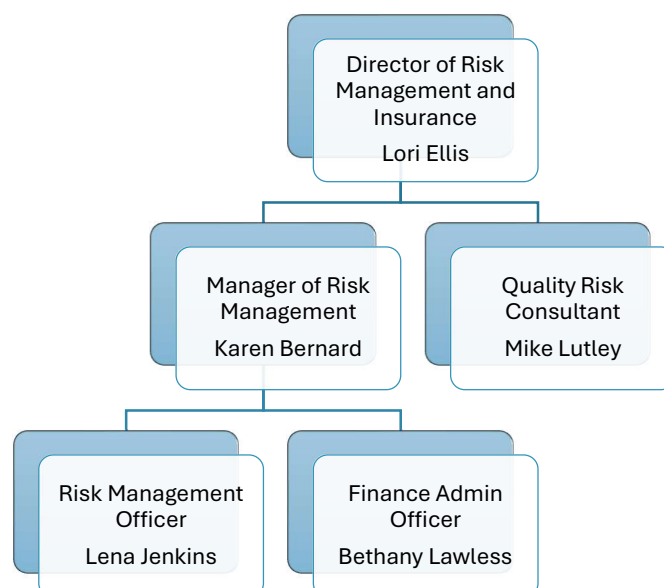 Director of Risk
Management and
Insurance
Lori Ellis
Manager of Risk
Management
Karen Bernard
Quality Risk
Consultant
Mike Lutley
Risk Management
Officer
Lena Jenkins
Finance Admin
Officer
Bethany Lawless